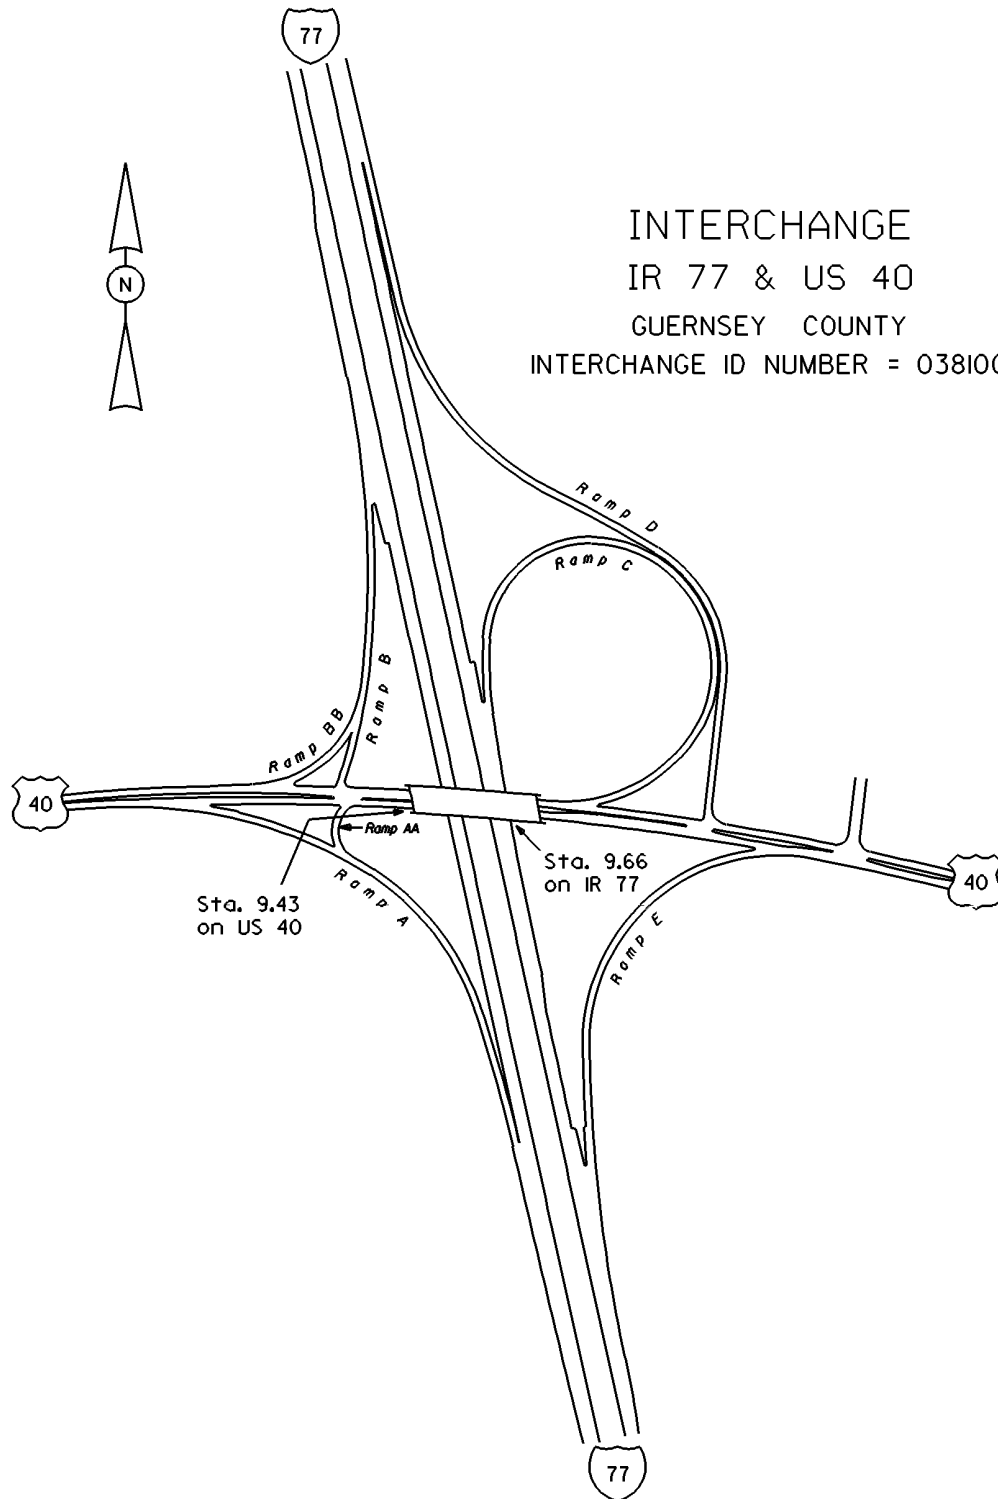 77
N
INTERCHANGE
IR 77 & US 40
GUERNSEY COUNTY
INTERCHANGE ID NUMBER = 038100
Ramp D
Ramp C
Ramp B
Ramp BB
40
Ramp AA
Sta. 9.66
on IR 77
40
Ramp A
Sta. 9.43
on US 40
Ramp E
77